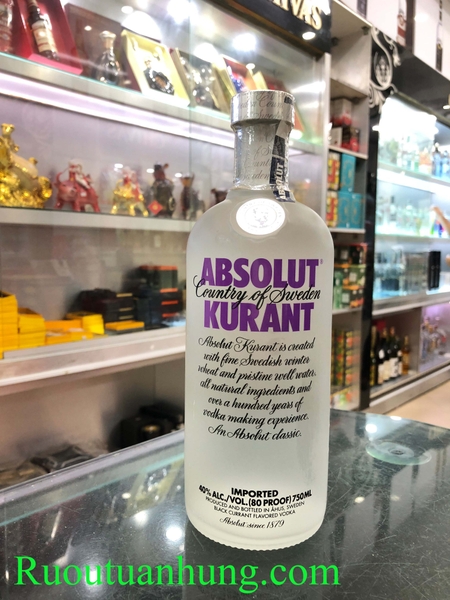 IVAS
ABSOLUT
ABSOLUT
Country of Sweden
KURANT
Absolut Kurant is created
with fine Swedish winter
wheat and pristine well water,
all natural ingredients and
over a hundred years of
vodka making experience.
An Absolut classic.
IMPORTED
40% ALC./VOL. (80 PROOF) 750ML
PRODUCED AND BOTTLED IN ÅHUS, SWEDEN
BLACK CURRANT FLAVORED VODKA
Absolut since 1879
Ruoutuanhung.com